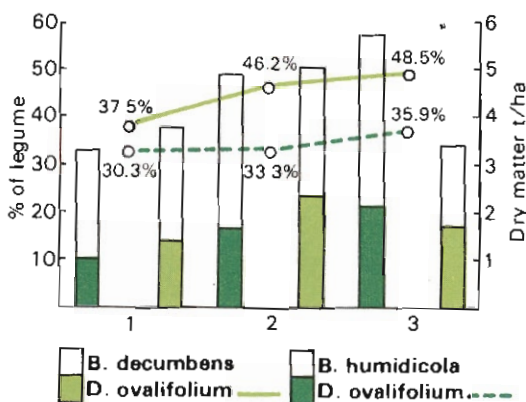 60
50
40
30
20
10
% of legume
37 5%
46.2%
48.5%
30.3%
33.3%
35.9%
6
5
4
3
2
1
Dry matter t/ha
1 2 3
B. decumbens
D. ovalifolium
B. humidicola
D. ovalifolium.